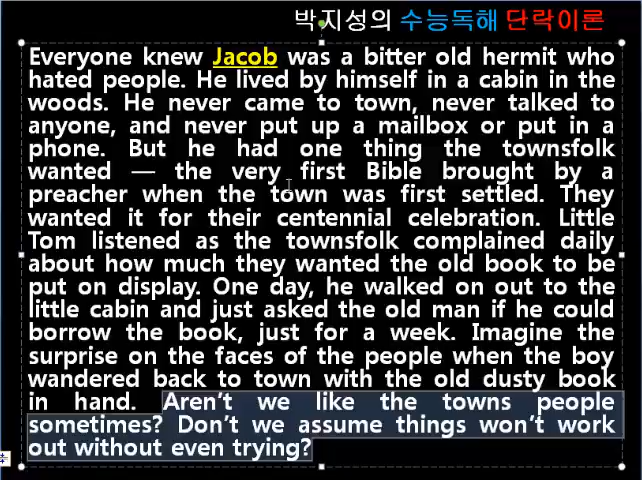 박지성의 수능독해 단락이론
Everyone knew Jacob was a bitter old hermit who
hated people. He lived by himself in a cabin in the
woods. He never came to town, never talked to
anyone, and never put up a mailbox or put in a
phone. But he had one thing the townsfolk
wanted — the very first Bible brought by a
preacher when the town was first settled. They
wanted it for their centennial celebration. Little
Tom listened as the townsfolk complained daily
about how much they wanted the old book to be
put on display. One day, he walked on out to the
little cabin and just asked the old man if he could
borrow the book, just for a week. Imagine the
surprise on the faces of the people when the boy
wandered back to town with the old dusty book
in hand. Aren’t we like the towns people
sometimes? Don’t we assume things won’t work
out without even trying?